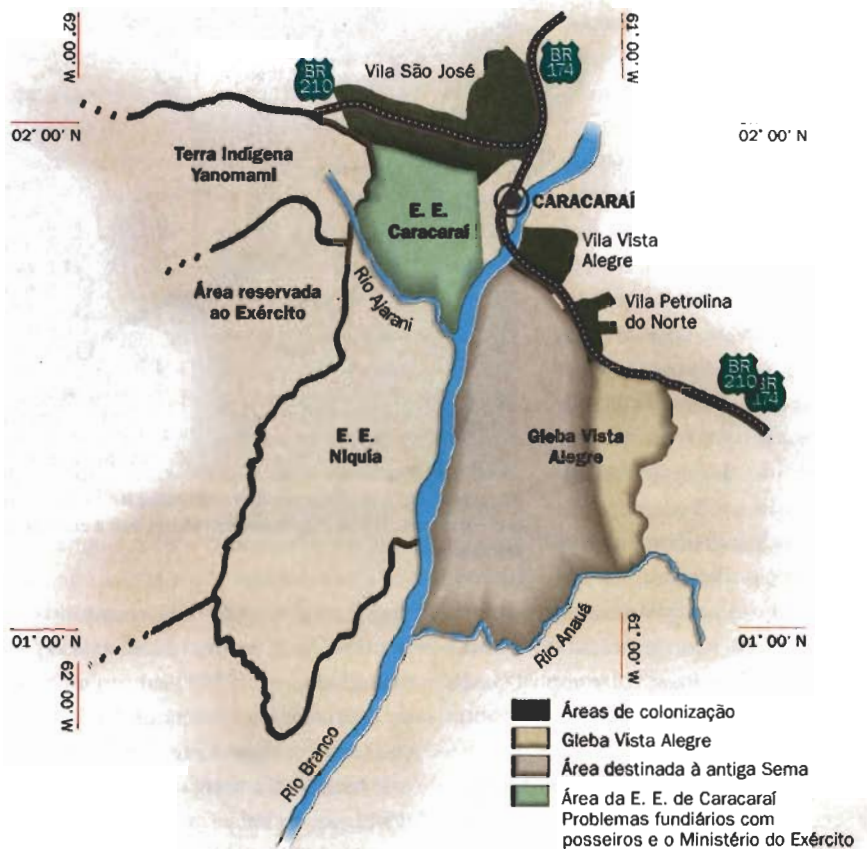 62° 00' W
61° 00' W
BR
210
Vila São José
BR
174
02° 00' N
02° 00' N
Terra Indígena
Yanomami
E. E.
Caracaraí
CARACARAÍ
Vila Vista
Alegre
Área reservada
ao Exército
Rio Ajarani
Vila Petrolina
do Norte
BR
210
BR
174
E. E.
Niquía
Gleba Vista
Alegre
01° 00' N
01° 00' N
62° 00' W
61° 00' W
Rio Anauá
Rio Branco
Áreas de colonização
Gleba Vista Alegre
Área destinada à antiga Sema
Área da E. E. de Caracaraí
Problemas fundiários com
posseiros e o Ministério do Exército